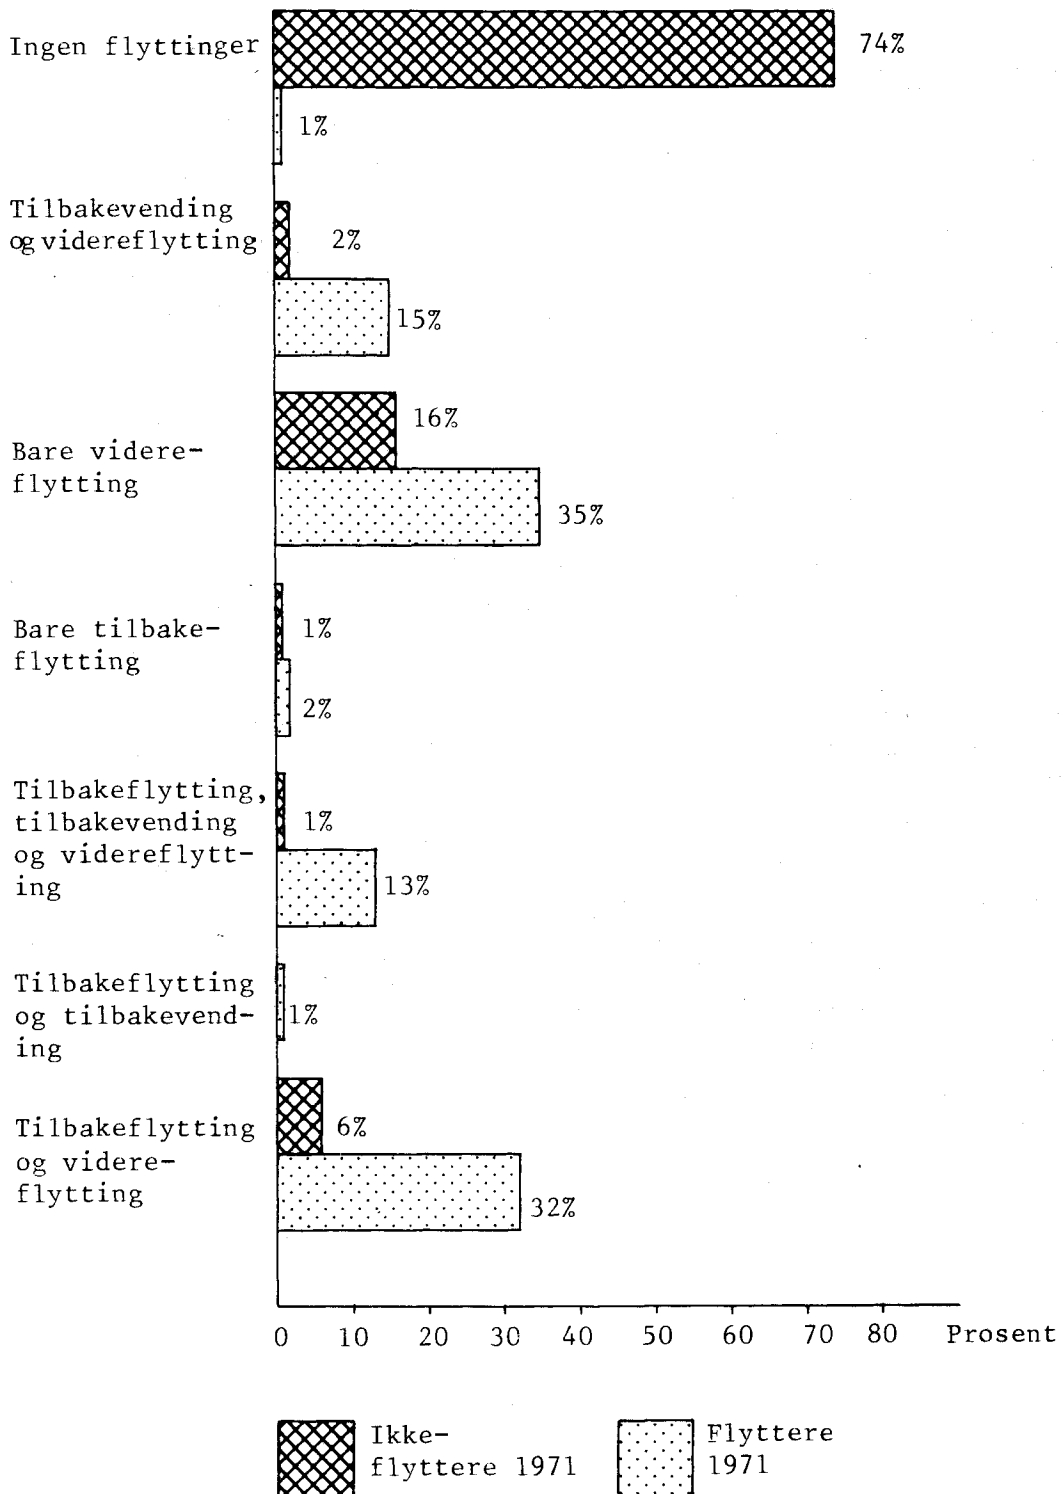 Ingen flyttinger
74%
1%
Tilbakevending
og videreflytting
2%
15%
Bare videre-
flytting
16%
35%
Bare tilbake-
flytting
1%
2%
Tilbakeflytting,
tilbakevending
og videreflytt-
ing
1%
13%
Tilbakeflytting
og tilbakevend-
ing
1%
Tilbakeflytting
og videre-
flytting
6%
32%
0 10 20 30 40 50 60 70 80 Prosent
Ikke-
flyttere 1971
Flyttere
1971